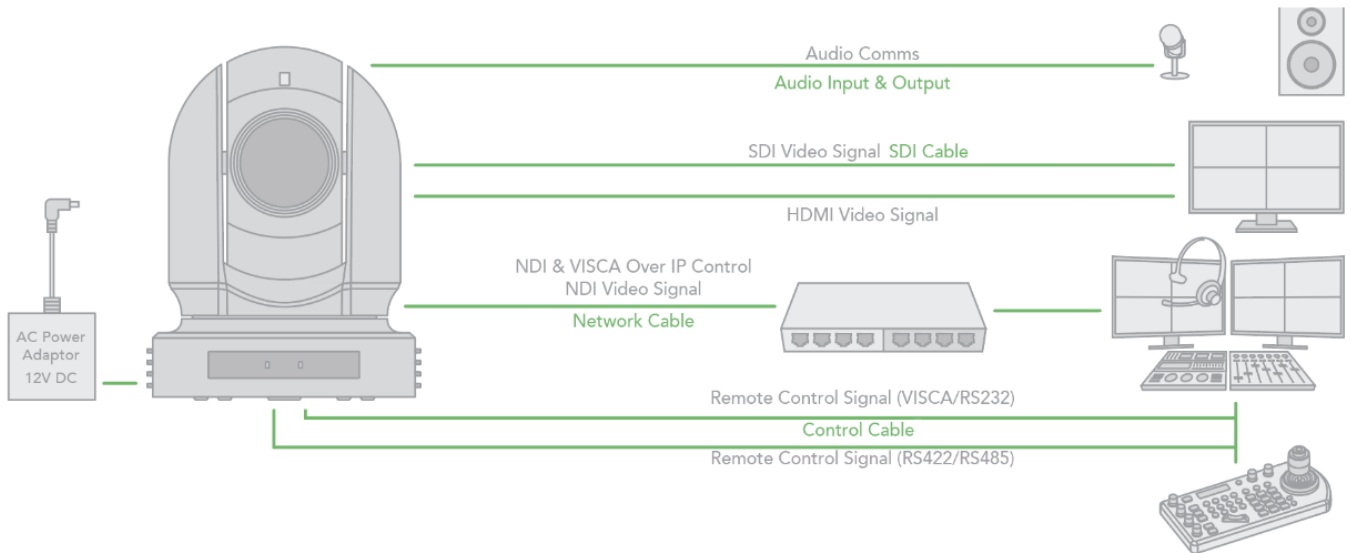 Audio Comms
Audio Input & Output
SDI Video Signal SDI Cable
HDMI Video Signal
NDI & VISCA Over IP Control
NDI Video Signal
Network Cable
AC Power
Adaptor
12V DC
Remote Control Signal (VISCA/RS232)
Control Cable
Remote Control Signal (RS422/RS485)